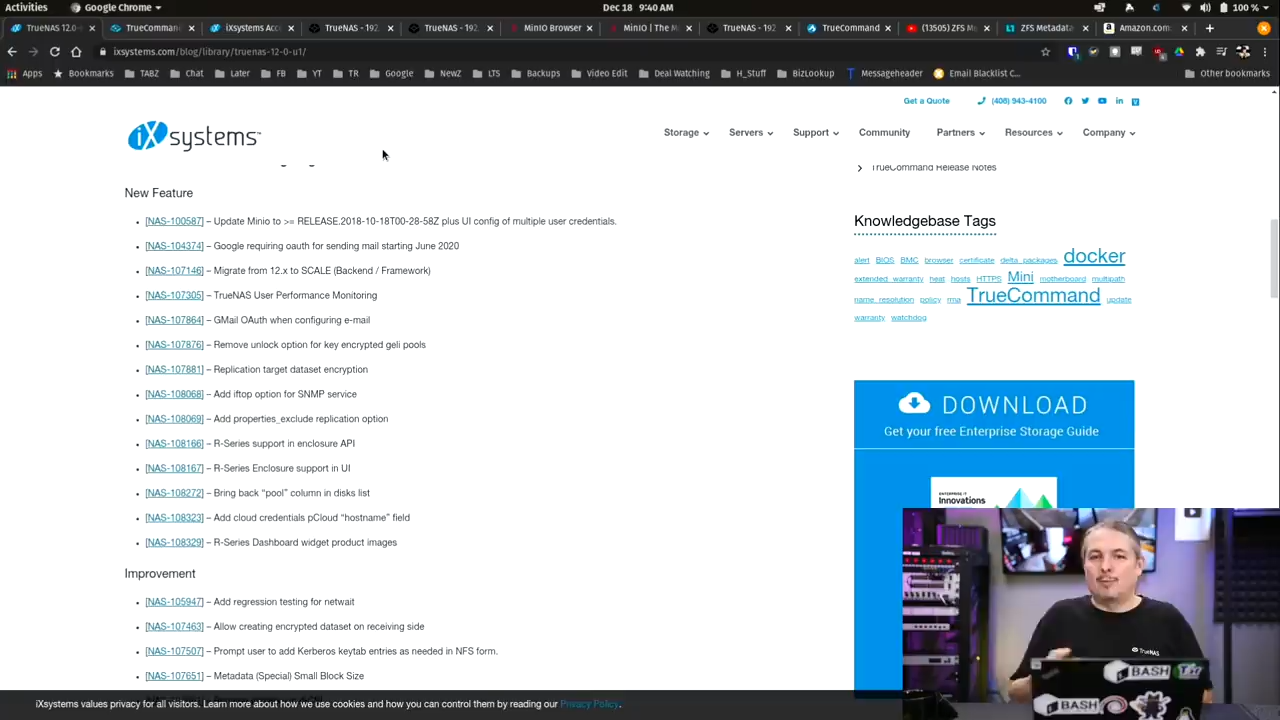 Activities
Google Chrome
Dec 18 9:40 AM
100 %
TrueNAS 12.0-
TrueComman
iXsystems Acc
TrueNAS - 192
TrueNAS - 192.
MinIO Browser
MinIO | The M
TrueNAS - 192
TrueComman
(13505) ZFS M
ZFS Metadat
Amazon.com
ixsystems.com/blog/library/truenas-12-0-u1/
Apps
Bookmarks
TABZ
Chat
Later
FB
YT
TR
Google
NewZ
LTS
Backups
Video Edit
Deal Watching
H_Stuff
BizLookup
Messageheader
Email Blacklist C...
Other bookmarks
Get a Quote
(408) 943-4100
iXsystems
Storage
Servers
Support
Community
Partners
Resources
Company
TrueCommand Release Notes
New Feature
[NAS-100587] – Update Minio to >= RELEASE.2018-10-18T00-28-58Z plus UI config of multiple user credentials.
[NAS-104374] – Google requiring oauth for sending mail starting June 2020
[NAS-107146] – Migrate from 12.x to SCALE (Backend / Framework)
[NAS-107305] – TrueNAS User Performance Monitoring
[NAS-107864] – GMail OAuth when configuring e-mail
[NAS-107876] – Remove unlock option for key encrypted geli pools
[NAS-107881] – Replication target dataset encryption
[NAS-108068] – Add iftop option for SNMP service
[NAS-108069] – Add properties_exclude replication option
[NAS-108166] – R-Series support in enclosure API
[NAS-108167] – R-Series Enclosure support in UI
[NAS-108272] – Bring back “pool” column in disks list
[NAS-108323] – Add cloud credentials pCloud “hostname” field
[NAS-108329] – R-Series Dashboard widget product images
Improvement
[NAS-105947] – Add regression testing for netwait
[NAS-107463] – Allow creating encrypted dataset on receiving side
[NAS-107507] – Prompt user to add Kerberos keytab entries as needed in NFS form.
[NAS-107651] – Metadata (Special) Small Block Size
Knowledgebase Tags
alert BIOS BMC browser certificate delta packages docker
extended warranty heat hosts HTTPS Mini motherboard multipath
name resolution policy rma TrueCommand update
warranty watchdog
DOWNLOAD
Get your free Enterprise Storage Guide
ENTERPRISE IT
Innovations
TrueNAS
BASH
BASH
iXsystems values privacy for all visitors. Learn more about how we use cookies and how you can control them by reading our Privacy Policy.